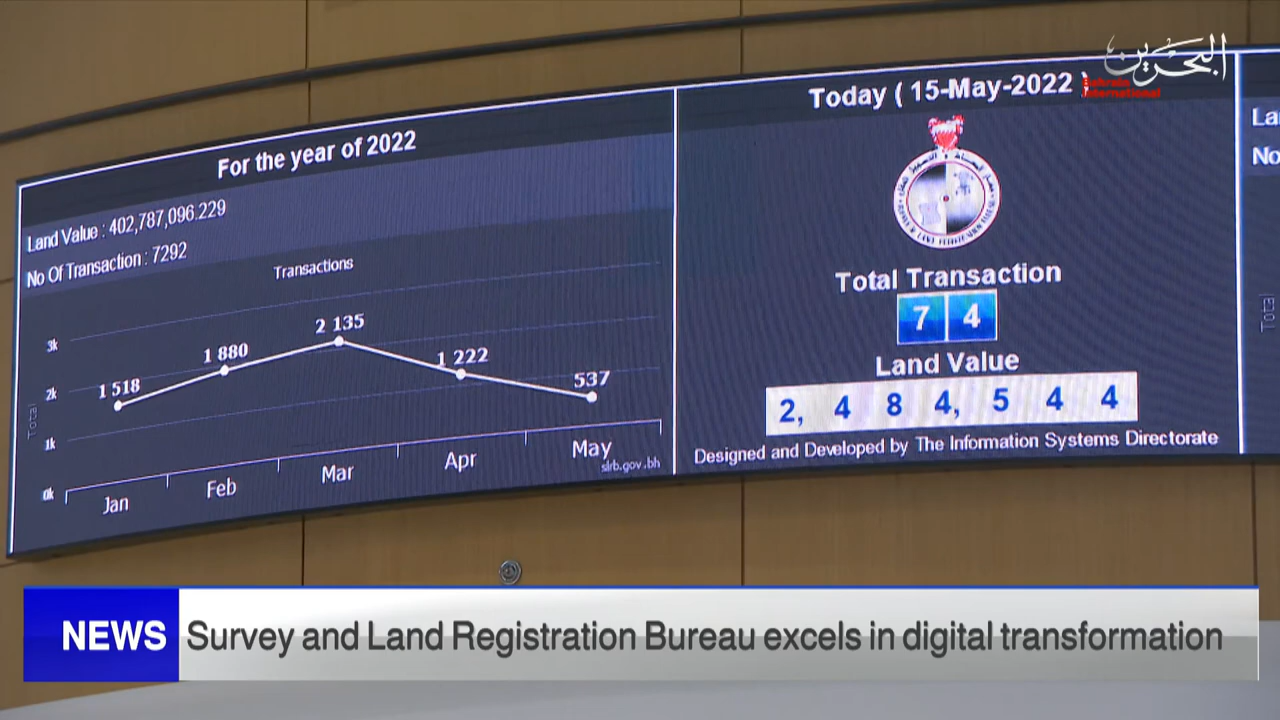 البحرين
Bahrain
International
For the year of 2022
Land Value : 402,787,096.229
No Of Transaction : 7292
Transactions
3k
2k
1k
0k
Total
1 518
1 880
2 135
1 222
537
Jan
Feb
Mar
Apr
May
slrb.gov.bh
Today ( 15-May-2022 )
Total Transaction
7 4
Land Value
2, 4 8 4, 5 4 4
Designed and Developed by The Information Systems Directorate
La
No
Total
NEWS
Survey and Land Registration Bureau excels in digital transformation